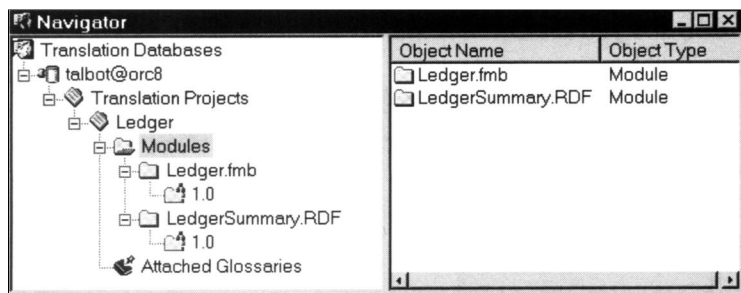 Navigator
Translation Databases
talbot@orc8
Translation Projects
Ledger
Modules
Ledger.fmb
1.0
LedgerSummary.RDF
1.0
Attached Glossaries
Object Name Object Type
Ledger.fmb Module
LedgerSummary.RDF Module